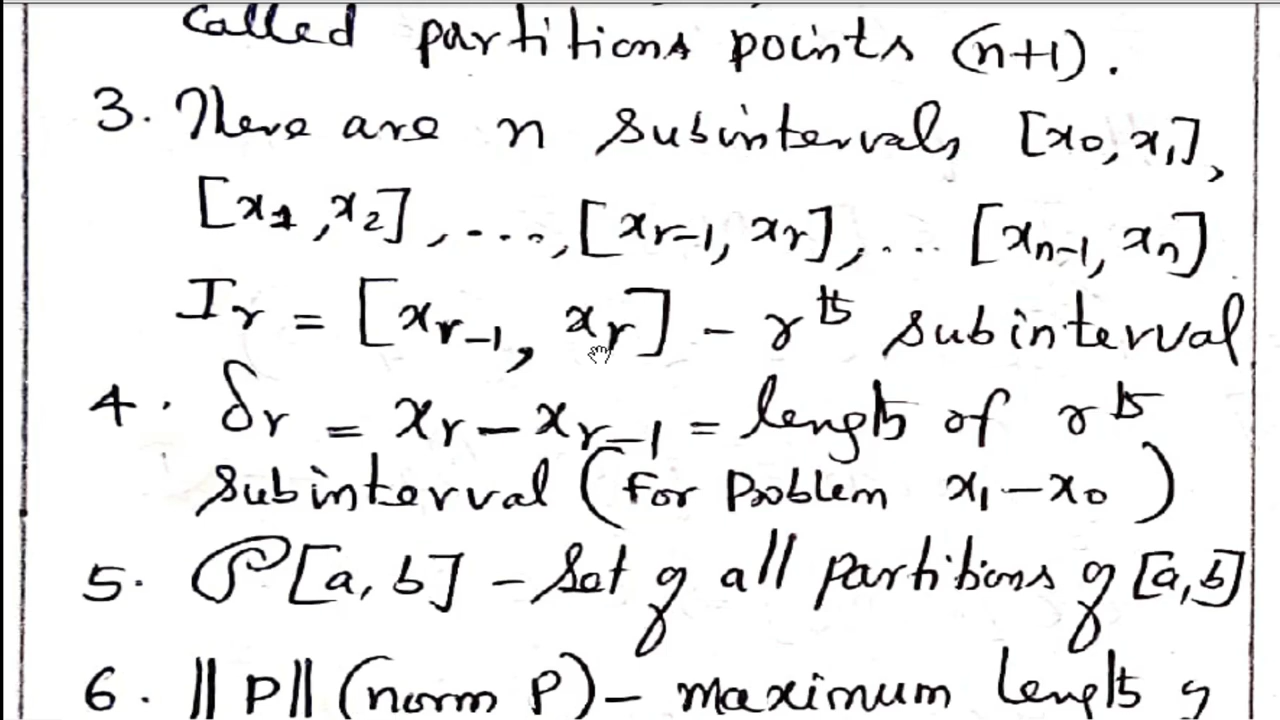 called partitions points (n+1).
3. There are n subintervals [x₀, x₁],
[x₁, x₂], ...., [xᵣ₋₁, xᵣ], ... [xₙ₋₁, xₙ]
Iᵣ = [xᵣ₋₁, xᵣ] - rth subinterval
4. δᵣ = xᵣ - xᵣ₋₁ = length of rth
subinterval (for problem x₁ - x₀)
5. 𝒫[a, b] - set of all partitions of [a, b]
6. ||P|| (norm P) - maximum length of